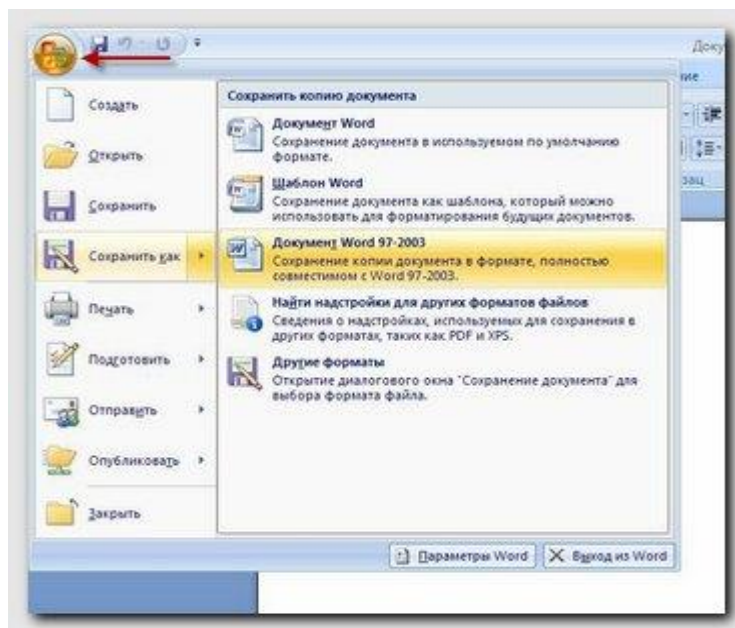 Доку
Создать
Открыть
Сохранить
Сохранить как
Печать
Подготовить
Отправить
Опубликовать
Закрыть
Сохранить копию документа
Документ Word
Сохранение документа в используемом по умолчанию
формате.
Шаблон Word
Сохранение документа как шаблона, который можно
использовать для форматирования будущих документов.
Документ Word 97-2003
Сохранение копии документа в формате, полностью
совместимом с Word 97-2003.
Найти надстройки для других форматов файлов
Сведения о надстройках, используемых для сохранения в
других форматах, таких как PDF и XPS.
Другие форматы
Открытие диалогового окна "Сохранение документа" для
выбора формата файла.
Параметры Word
Выход из Word